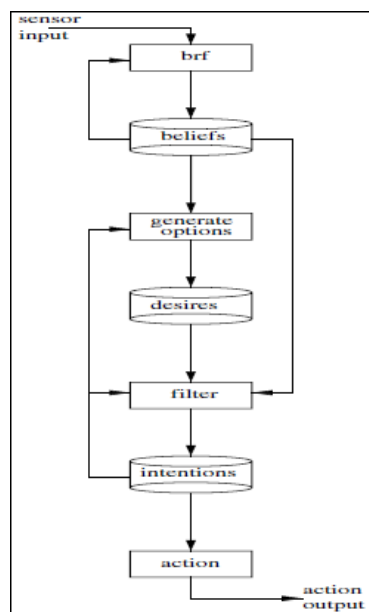 sensor
input
brf
beliefs
generate
options
desires
filter
intentions
action
action
output